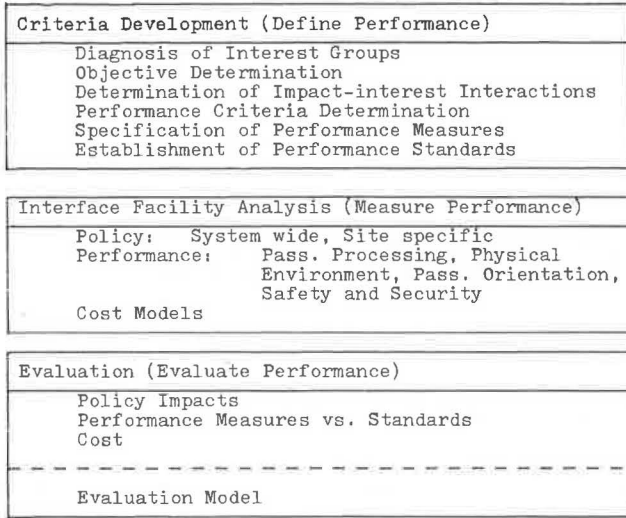 Criteria Development (Define Performance)
Diagnosis of Interest Groups
Objective Determination
Determination of Impact-interest Interactions
Performance Criteria Determination
Specification of Performance Measures
Establishment of Performance Standards
Interface Facility Analysis (Measure Performance)
Policy: System wide, Site specific
Performance: Pass. Processing, Physical
Environment, Pass. Orientation,
Safety and Security
Cost Models
Evaluation (Evaluate Performance)
Policy Impacts
Performance Measures vs. Standards
Cost
Evaluation Model